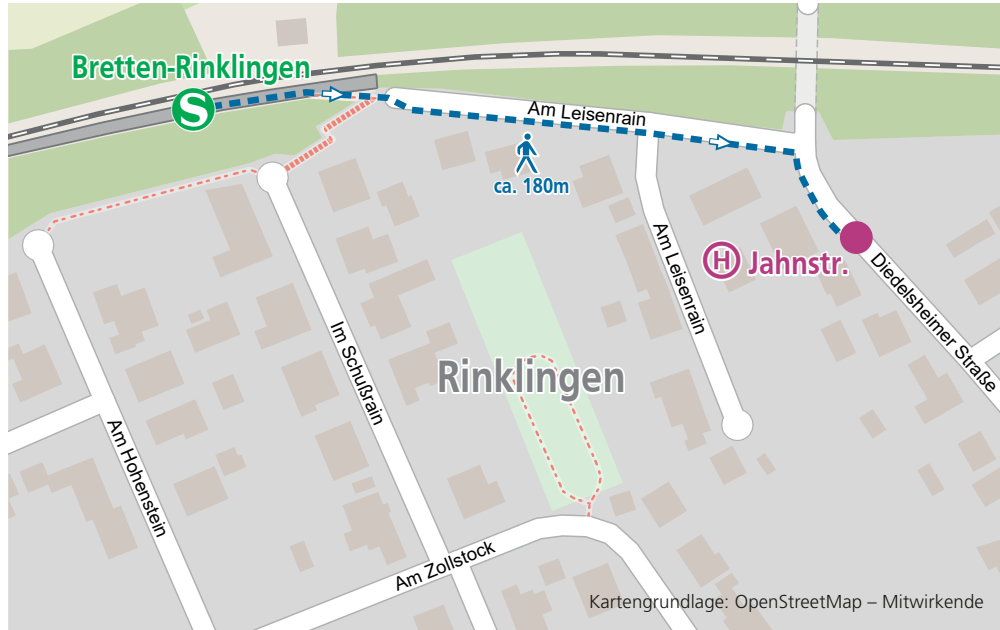 Bretten-Rinklingen
S
Am Leisenrain
ca. 180m
H Jahnstr.
Am Leisenrain
Diedelsheimer Straße
Im Schußrain
Rinklingen
Am Hohenstein
Am Zollstock
Kartengrundlage: OpenStreetMap – Mitwirkende